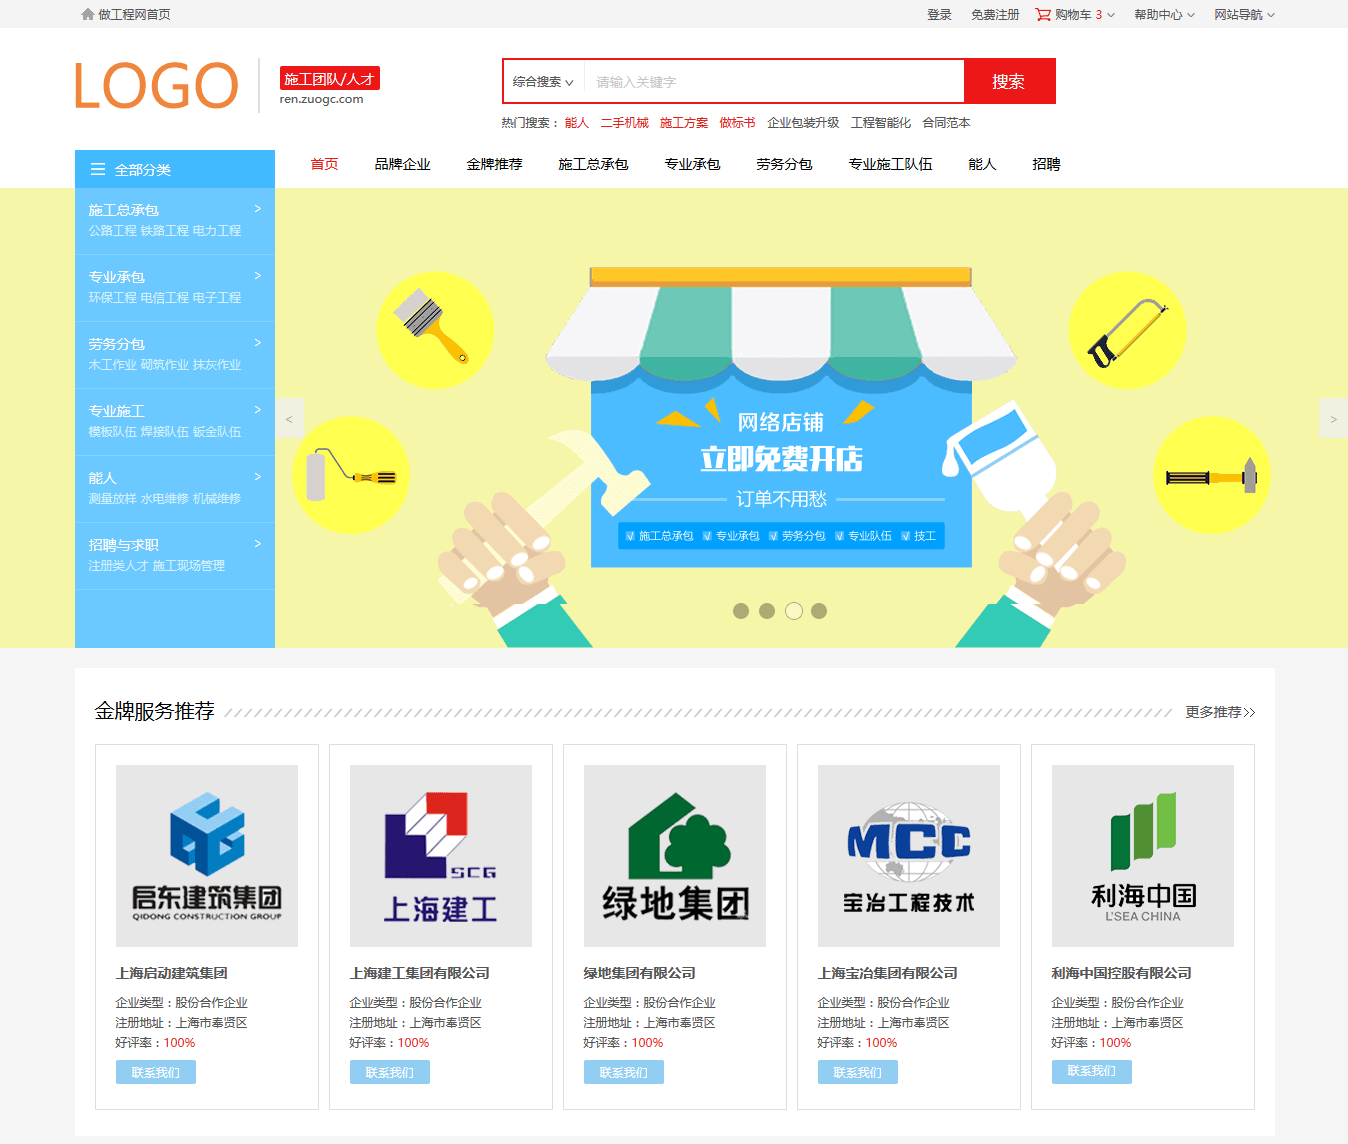 做工程网首页
登录 免费注册 购物车 3 帮助中心 网站导航
LOGO
施工团队/人才
ren.zuogc.com
综合搜索 请输入关键字 搜索
热门搜索： 能人 二手机械 施工方案 做标书 企业包装升级 工程智能化 合同范本
全部分类
首页 品牌企业 金牌推荐 施工总承包 专业承包 劳务分包 专业施工队伍 能人 招聘
施工总承包 >
公路工程 铁路工程 电力工程
专业承包 >
环保工程 电信工程 电子工程
劳务分包 >
木工作业 砌筑作业 抹灰作业
专业施工 >
模板队伍 焊接队伍 钣金队伍
能人 >
测量放样 水电维修 机械维修
招聘与求职 >
注册类人才 施工现场管理
<
>
网络店铺
立即免费开店
订单不用愁
√ 施工总承包 √ 专业承包 √ 劳务分包 √ 专业队伍 √ 技工
金牌服务推荐
更多推荐>>
启东建筑集团
QIDONG CONSTRUCTION GROUP
上海启动建筑集团
企业类型：股份合作企业
注册地址：上海市奉贤区
好评率：100%
联系我们
SCG
上海建工
上海建工集团有限公司
企业类型：股份合作企业
注册地址：上海市奉贤区
好评率：100%
联系我们
绿地集团
绿地集团有限公司
企业类型：股份合作企业
注册地址：上海市奉贤区
好评率：100%
联系我们
MCC
宝冶工程技术
上海宝冶集团有限公司
企业类型：股份合作企业
注册地址：上海市奉贤区
好评率：100%
联系我们
利海中国
L'SEA CHINA
利海中国控股有限公司
企业类型：股份合作企业
注册地址：上海市奉贤区
好评率：100%
联系我们